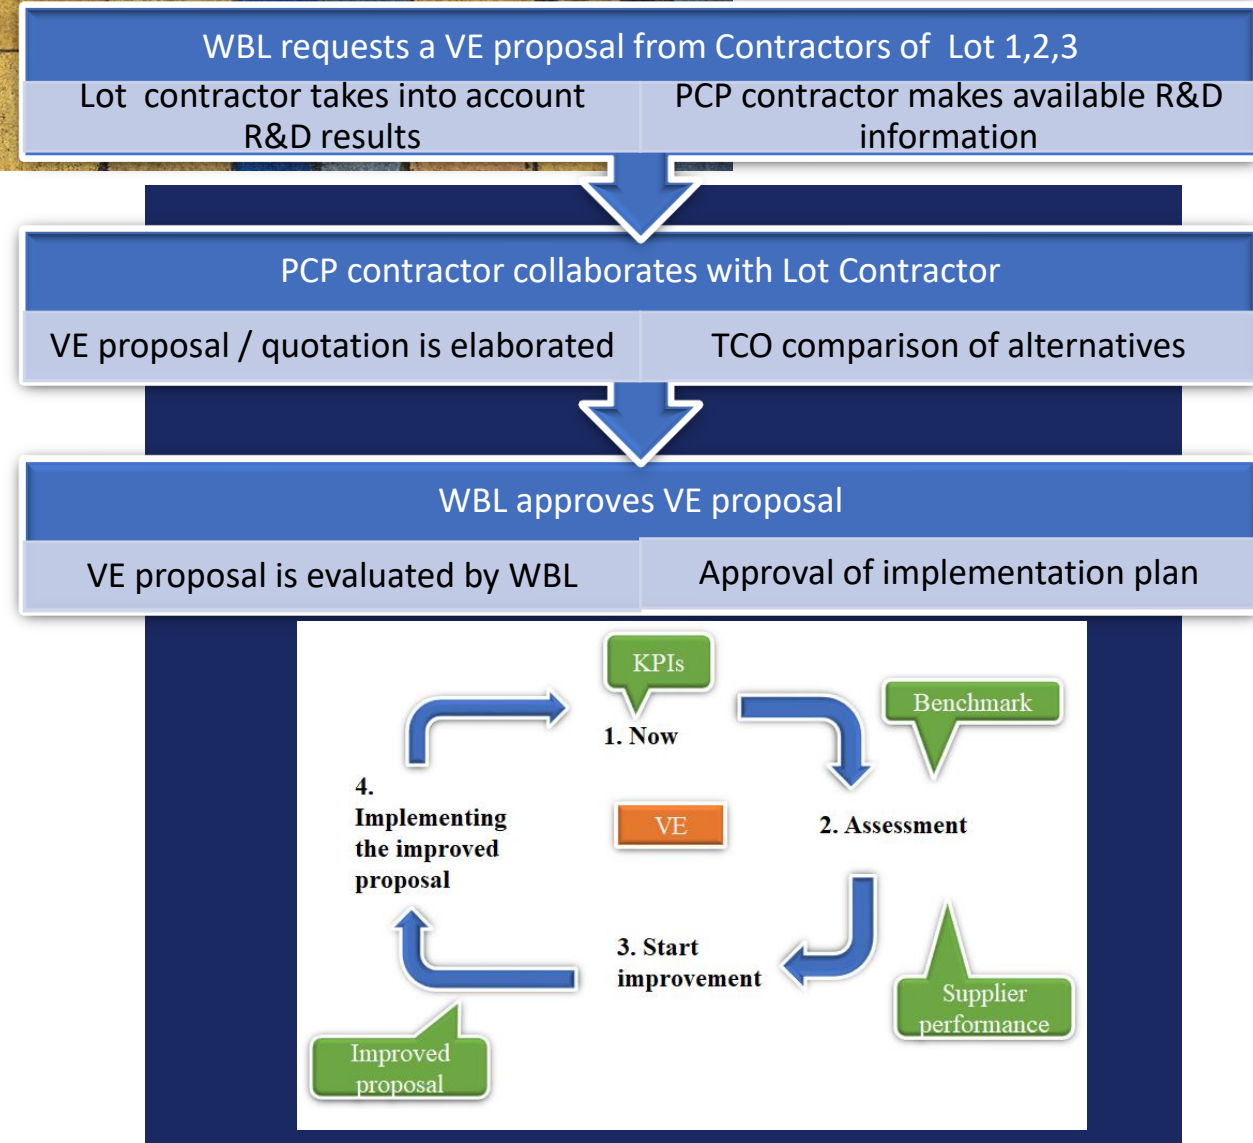 WBL requests a VE proposal from Contractors of Lot 1,2,3
Lot contractor takes into account
R&D results
PCP contractor makes available R&D
information
PCP contractor collaborates with Lot Contractor
VE proposal / quotation is elaborated
TCO comparison of alternatives
WBL approves VE proposal
VE proposal is evaluated by WBL
Approval of implementation plan
KPIs
1. Now
Benchmark
2. Assessment
VE
4.
Implementing
the improved
proposal
3. Start
improvement
Supplier
performance
Improved
proposal